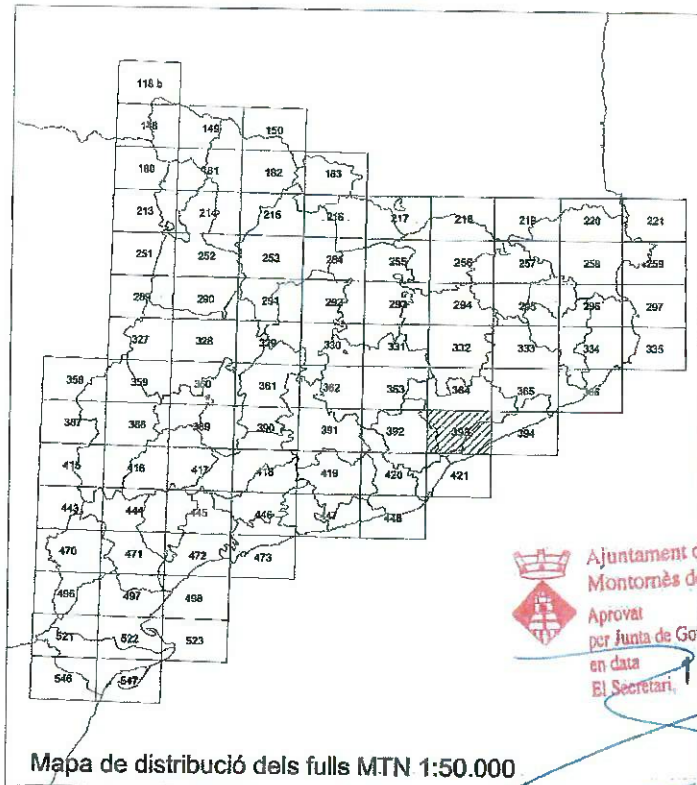 118 b
148 149 150
180 181 182 183
213 214 215 216 217 218 219 220 221
251 252 253 254 255 256 257 258 259
289 290 291 292 293 294 295 296 297
327 328 329 330 331 332 333 334 335
358 359 360 361 362 363 364 365 366
387 388 389 390 391 392 393 394
415 416 417 418 419 420 421
443 444 445 446 447 448
470 471 472 473
496 497 498
521 522 523
546 547
Ajuntament d
Montornès de
Aprovat
per Junta de Gov
en data
El Secretari,
Mapa de distribució dels fulls MTN 1:50.000